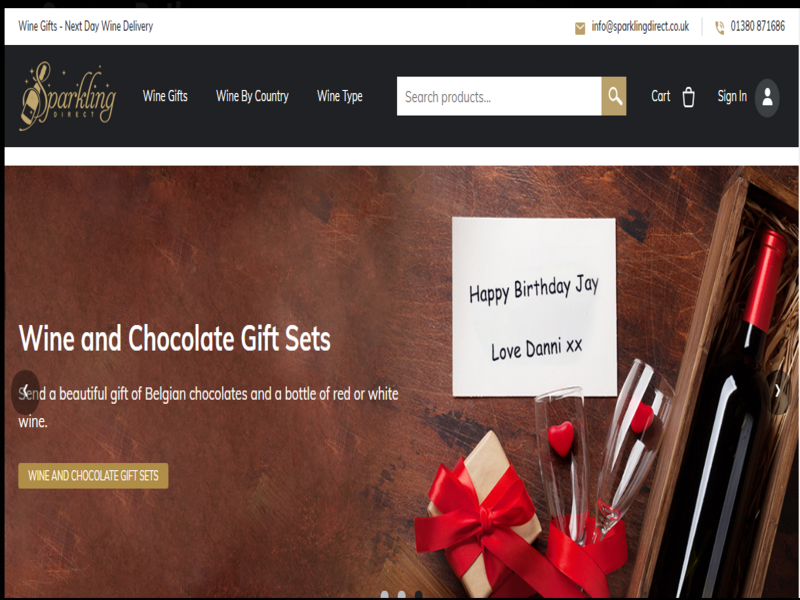 Wine Gifts - Next Day Wine Delivery
info@sparklingdirect.co.uk
01380 871686
Sparkling
DIRECT
Wine Gifts
Wine By Country
Wine Type
Search products...
Cart
Sign In
Happy Birthday Jay
Love Danni xx
Wine and Chocolate Gift Sets
Send a beautiful gift of Belgian chocolates and a bottle of red or white
wine.
WINE AND CHOCOLATE GIFT SETS